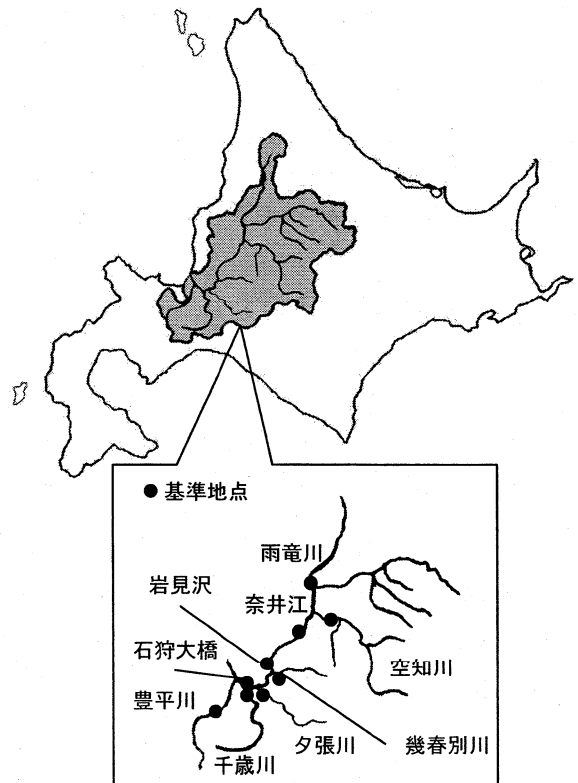 ● 基準地点
雨竜川
岩見沢
奈井江
石狩大橋
空知川
豊平川
夕張川
幾春別川
千歳川